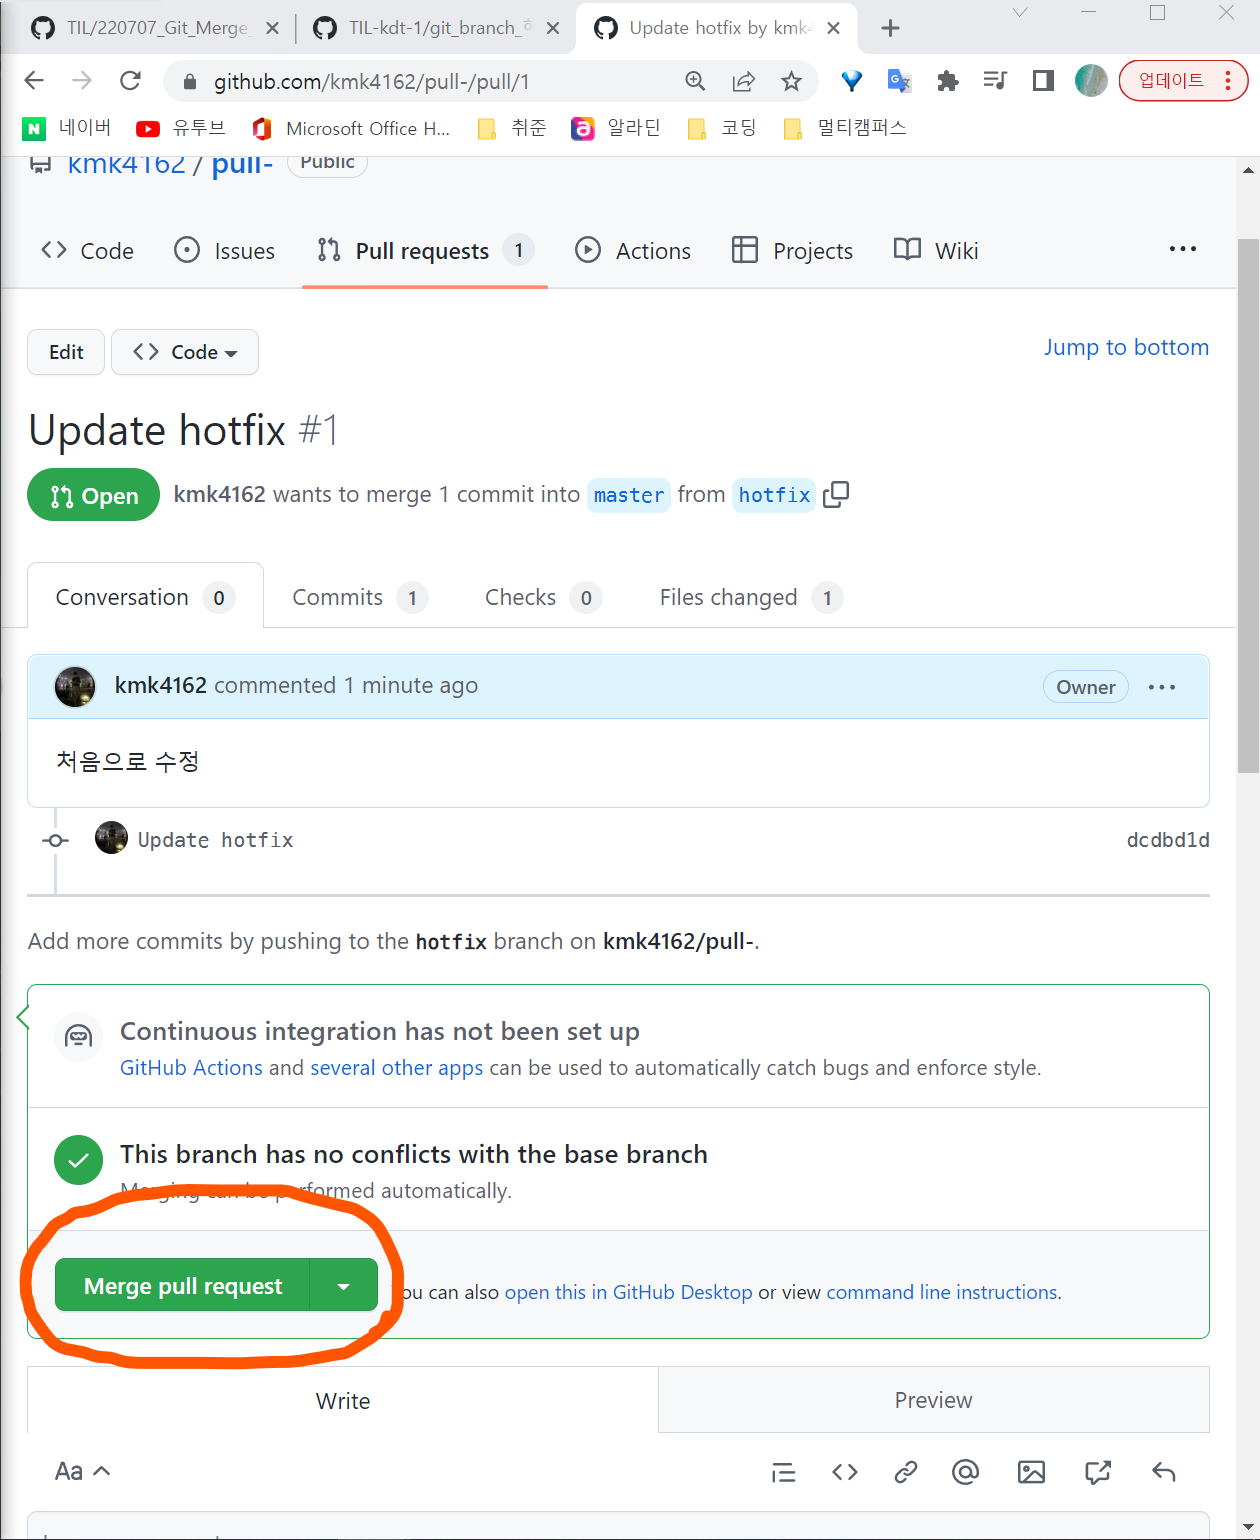 TIL/220707_Git_Merge_
TIL-kdt-1/git_branch_
Update hotfix by kmk4
github.com/kmk4162/pull-/pull/1
업데이트
네이버
유튜브
Microsoft Office H...
취준
알라딘
코딩
멀티캠퍼스
kmk4162 / pull-
Public
Code
Issues
Pull requests 1
Actions
Projects
Wiki
Edit
Code
Jump to bottom
Update hotfix #1
Open
kmk4162 wants to merge 1 commit into master from hotfix
Conversation 0
Commits 1
Checks 0
Files changed 1
kmk4162 commented 1 minute ago
Owner
처음으로 수정
Update hotfix
dcdbd1d
Add more commits by pushing to the hotfix branch on kmk4162/pull-.
Continuous integration has not been set up
GitHub Actions and several other apps can be used to automatically catch bugs and enforce style.
This branch has no conflicts with the base branch
Merging can be performed automatically.
Merge pull request
ou can also open this in GitHub Desktop or view command line instructions.
Write
Preview
Aa